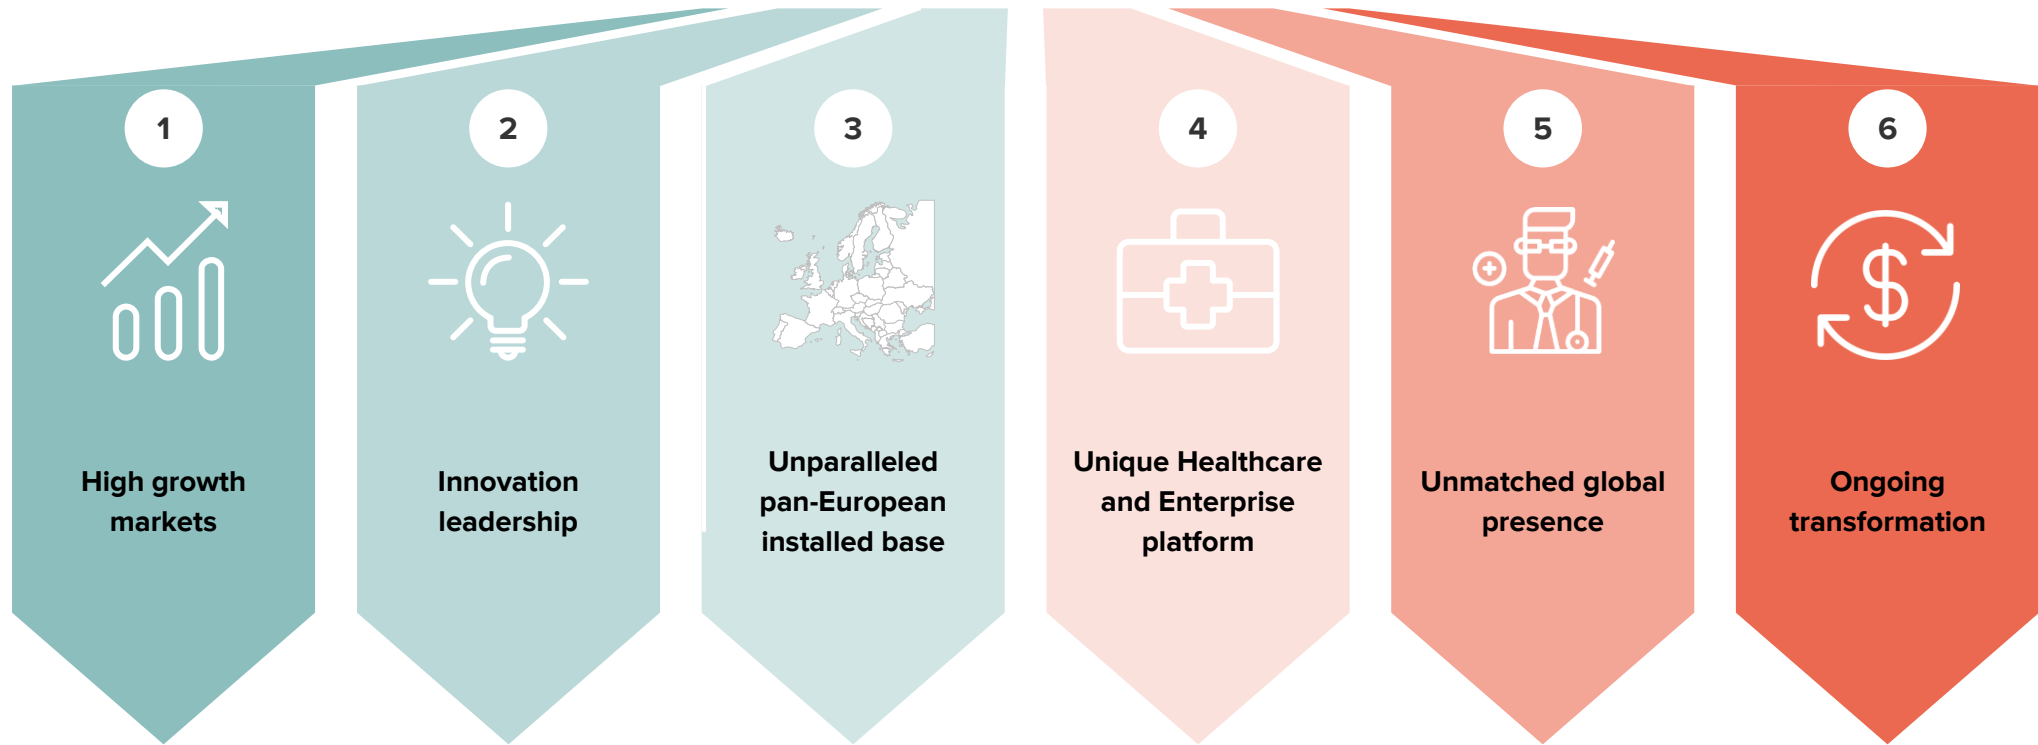 1
High growth
markets
2
Innovation
leadership
3
Unparalleled
pan-European
installed base
4
Unique Healthcare
and Enterprise
platform
5
Unmatched global
presence
6
Ongoing
transformation